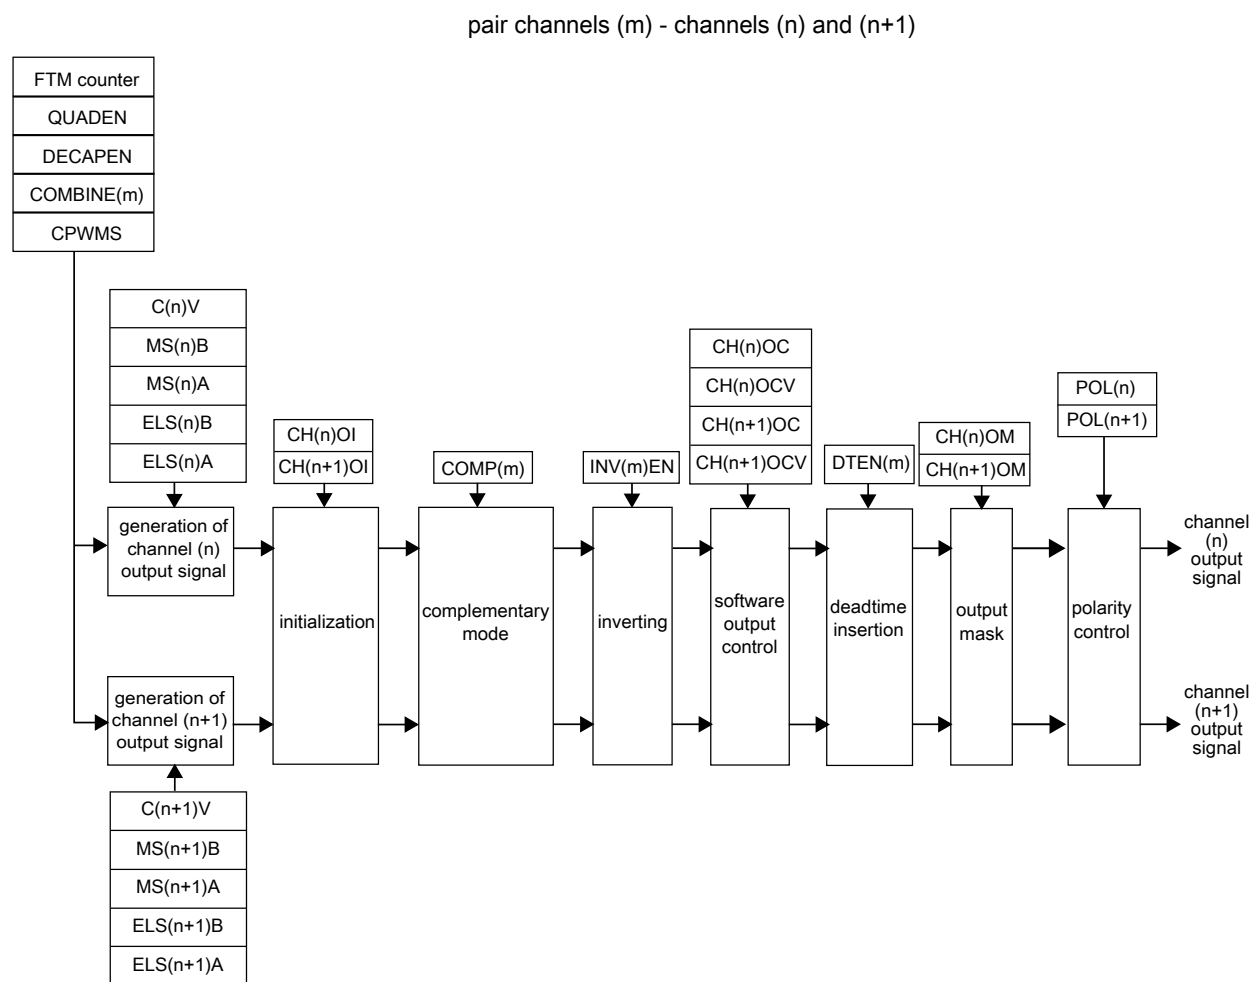 pair channels (m) - channels (n) and (n+1)
FTM counter
QUADEN
DECAPEN
COMBINE(m)
CPWMS
C(n)V
MS(n)B
MS(n)A
ELS(n)B
ELS(n)A
CH(n)OI
CH(n+1)OI
COMP(m)
INV(m)EN
CH(n)OC
CH(n)OCV
CH(n+1)OC
CH(n+1)OCV
DTEN(m)
CH(n)OM
CH(n+1)OM
POL(n)
POL(n+1)
generation of
channel (n)
output signal
initialization
complementary
mode
inverting
software
output
control
deadtime
insertion
output
mask
polarity
control
channel
(n)
output
signal
generation of
channel (n+1)
output signal
channel
(n+1)
output
signal
C(n+1)V
MS(n+1)B
MS(n+1)A
ELS(n+1)B
ELS(n+1)A